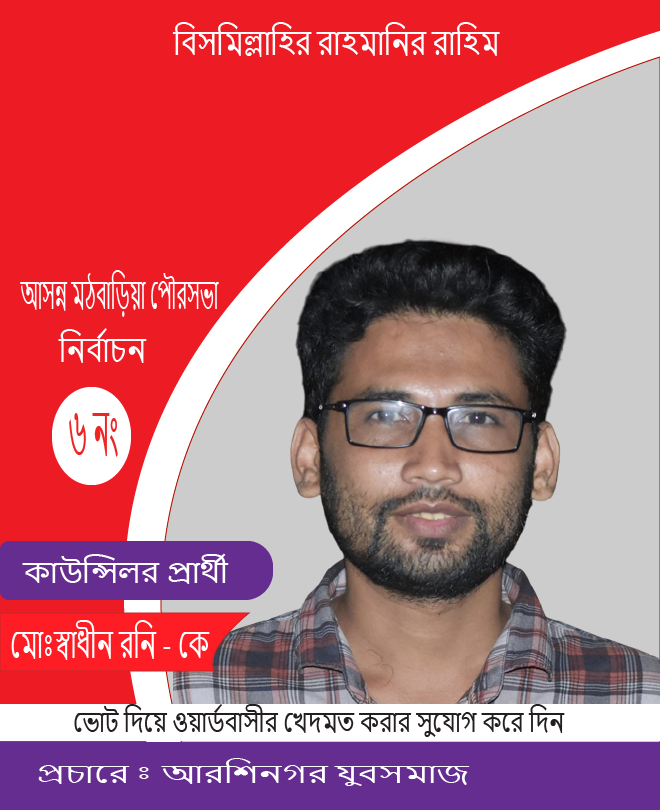 বিসমিল্লাহির রাহমানির রাহিম
আসন্ন মঠবাড়িয়া পৌরসভা
নির্বাচন
৬ নং
কাউন্সিলর প্রার্থী
মোঃস্বাধীন রনি - কে
ভোট দিয়ে ওয়ার্ডবাসীর খেদমত করার সুযোগ করে দিন
প্রচারে ঃ আরশিনগর যুবসমাজ